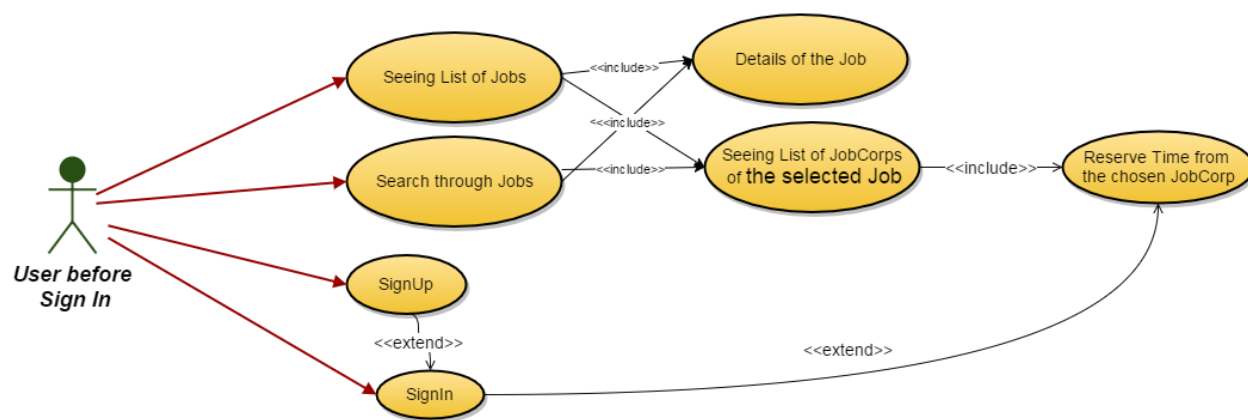 Seeing List of Jobs
<<include>>
Details of the Job
<<<include>>
Search through Jobs
<<include>>
Seeing List of JobCorps
of the selected Job
<<include>>
Reserve Time from
the chosen JobCorp
User before
Sign In
SignUp
<<extend>>
SignIn
<<extend>>